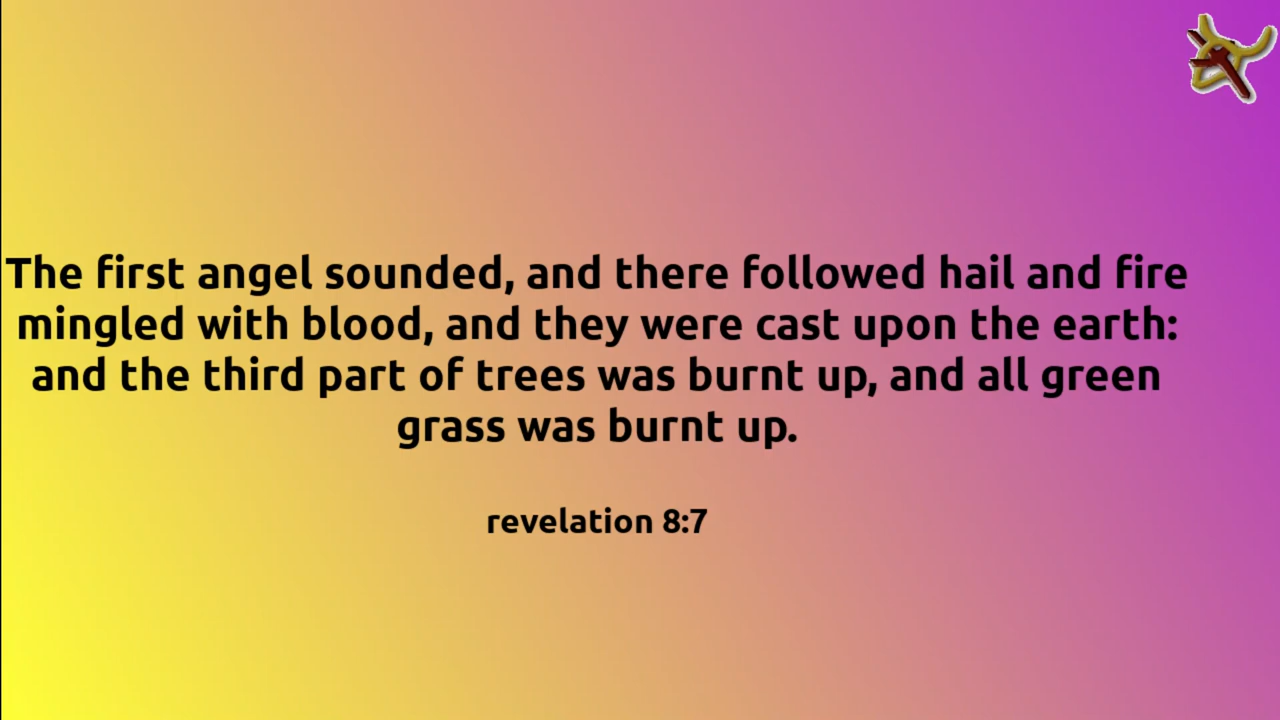 The first angel sounded, and there followed hail and fire
mingled with blood, and they were cast upon the earth:
and the third part of trees was burnt up, and all green
grass was burnt up.
revelation 8:7